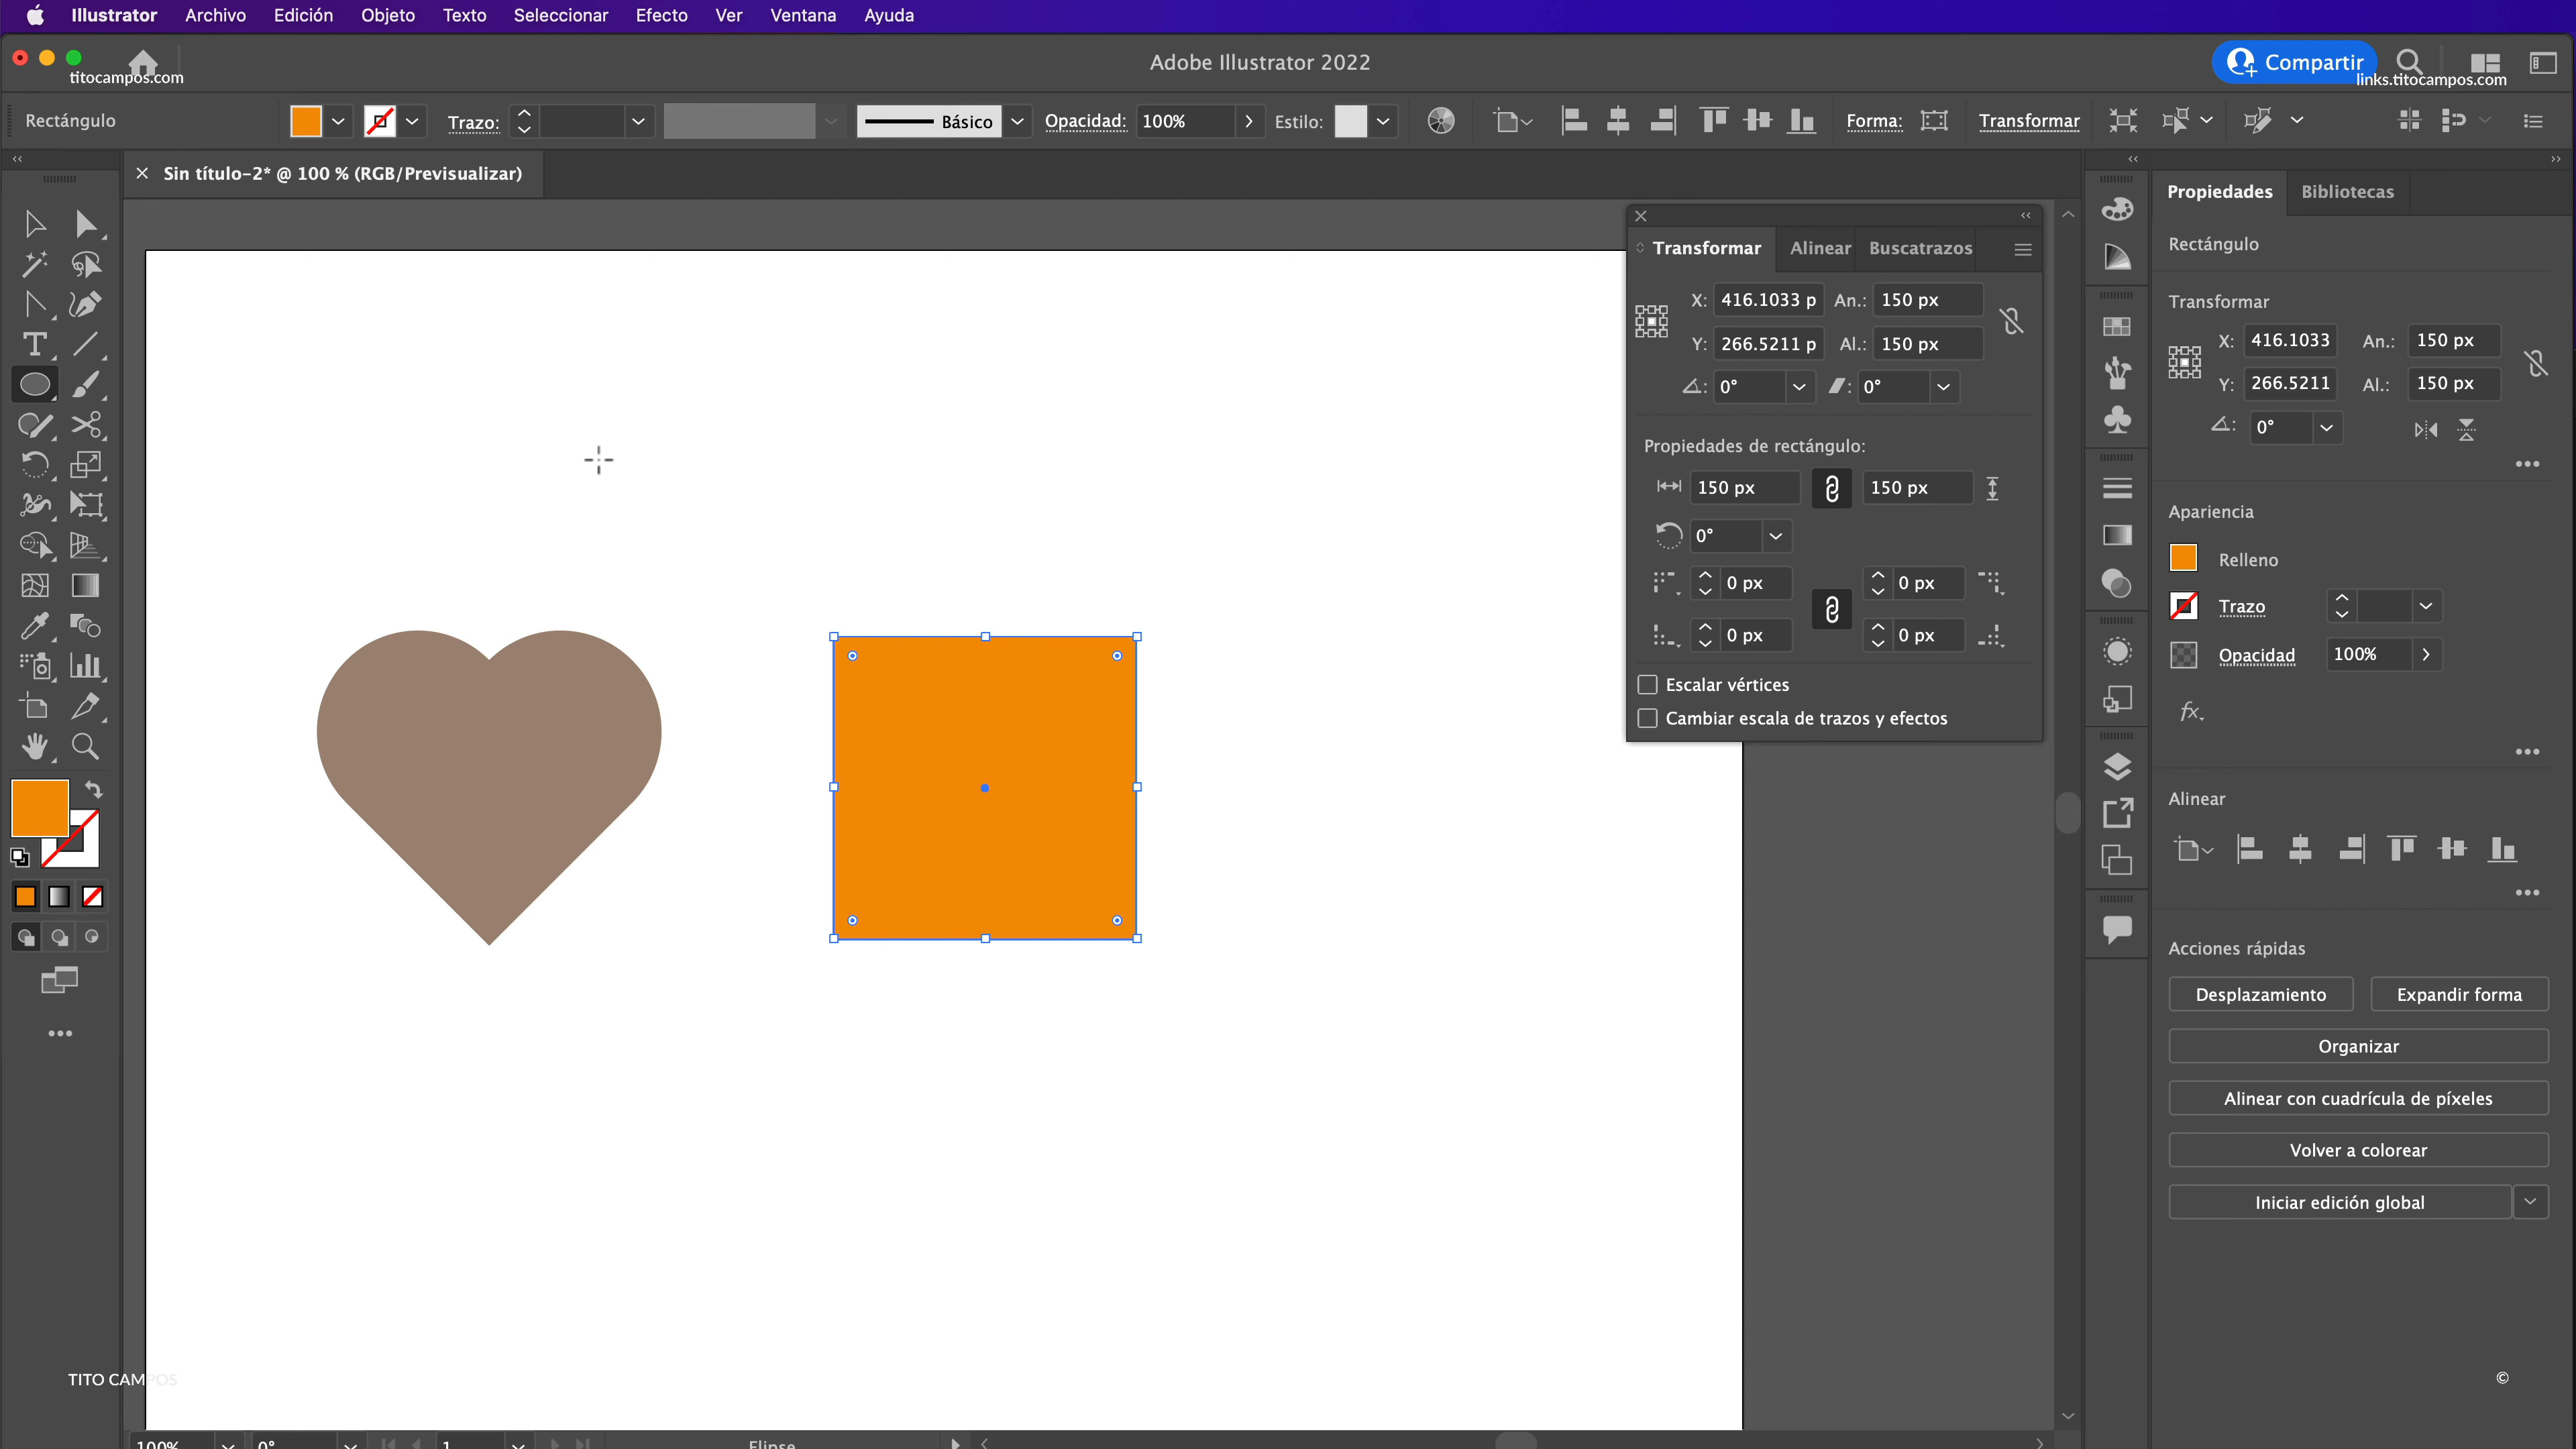 Illustrator Archivo Edición Objeto Texto Seleccionar Efecto Ver Ventana Ayuda
Adobe Illustrator 2022
Compartir
titocampos.com
links.titocampos.com
Rectángulo
Trazo:
Básico
Opacidad: 100%
Estilo:
Forma:
Transformar
Sin título-2* @ 100 % (RGB/Previsualizar)
Transformar Alinear Buscatrazos
X: 416.1033 p An.: 150 px
Y: 266.5211 p Al.: 150 px
0° 0°
Propiedades de rectángulo:
150 px 150 px
0°
0 px 0 px
0 px 0 px
Escalar vértices
Cambiar escala de trazos y efectos
Propiedades Bibliotecas
Rectángulo
Transformar
X: 416.1033 An.: 150 px
Y: 266.5211 Al.: 150 px
0°
Apariencia
Relleno
Trazo
Opacidad 100%
fx
Alinear
Acciones rápidas
Desplazamiento Expandir forma
Organizar
Alinear con cuadrícula de píxeles
Volver a colorear
Iniciar edición global
TITO CAMPOS
©
100% 0° 1 Elipse